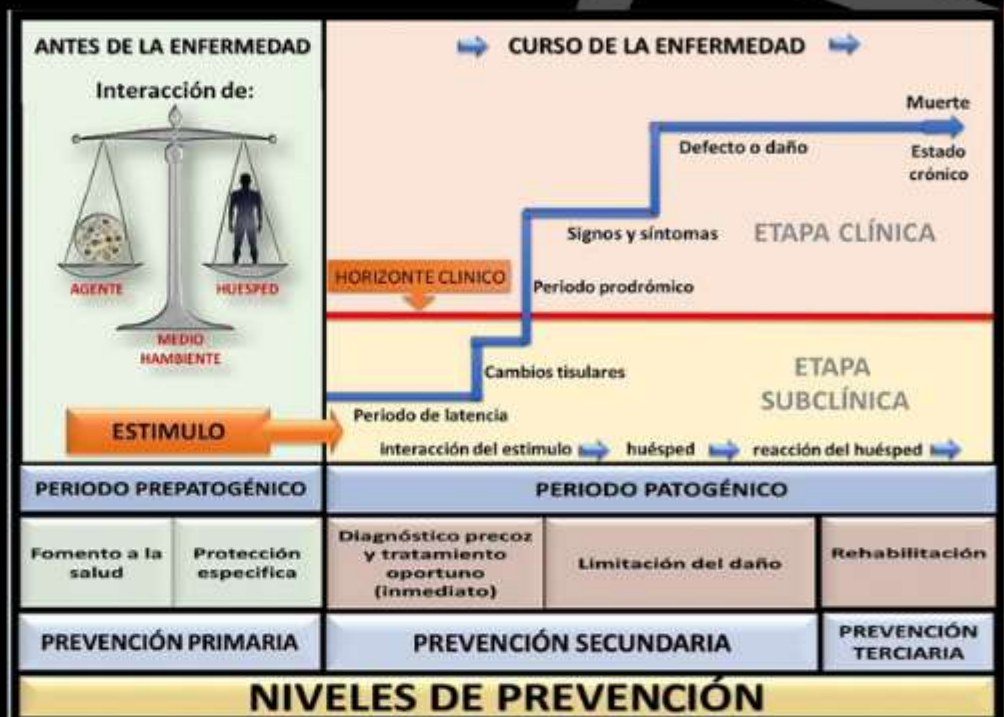 ANTES DE LA ENFERMEDAD
Interacción de:
AGENTE
HUESPED
MEDIO
HAMBIENTE
ESTIMULO
CURSO DE LA ENFERMEDAD
Muerte
Defecto o daño
Estado
crónico
Signos y síntomas
ETAPA CLÍNICA
HORIZONTE CLINICO
Periodo prodrómico
Cambios tisulares
ETAPA
SUBCLÍNICA
Periodo de latencia
interacción del estimulo
huésped
reacción del huésped
PERIODO PREPATOGÉNICO
PERIODO PATOGÉNICO
Fomento a la
salud
Protección
especifica
Diagnóstico precoz
y tratamiento
oportuno
(inmediato)
Limitación del daño
Rehabilitación
PREVENCIÓN PRIMARIA
PREVENCIÓN SECUNDARIA
PREVENCIÓN
TERCIARIA
NIVELES DE PREVENCIÓN